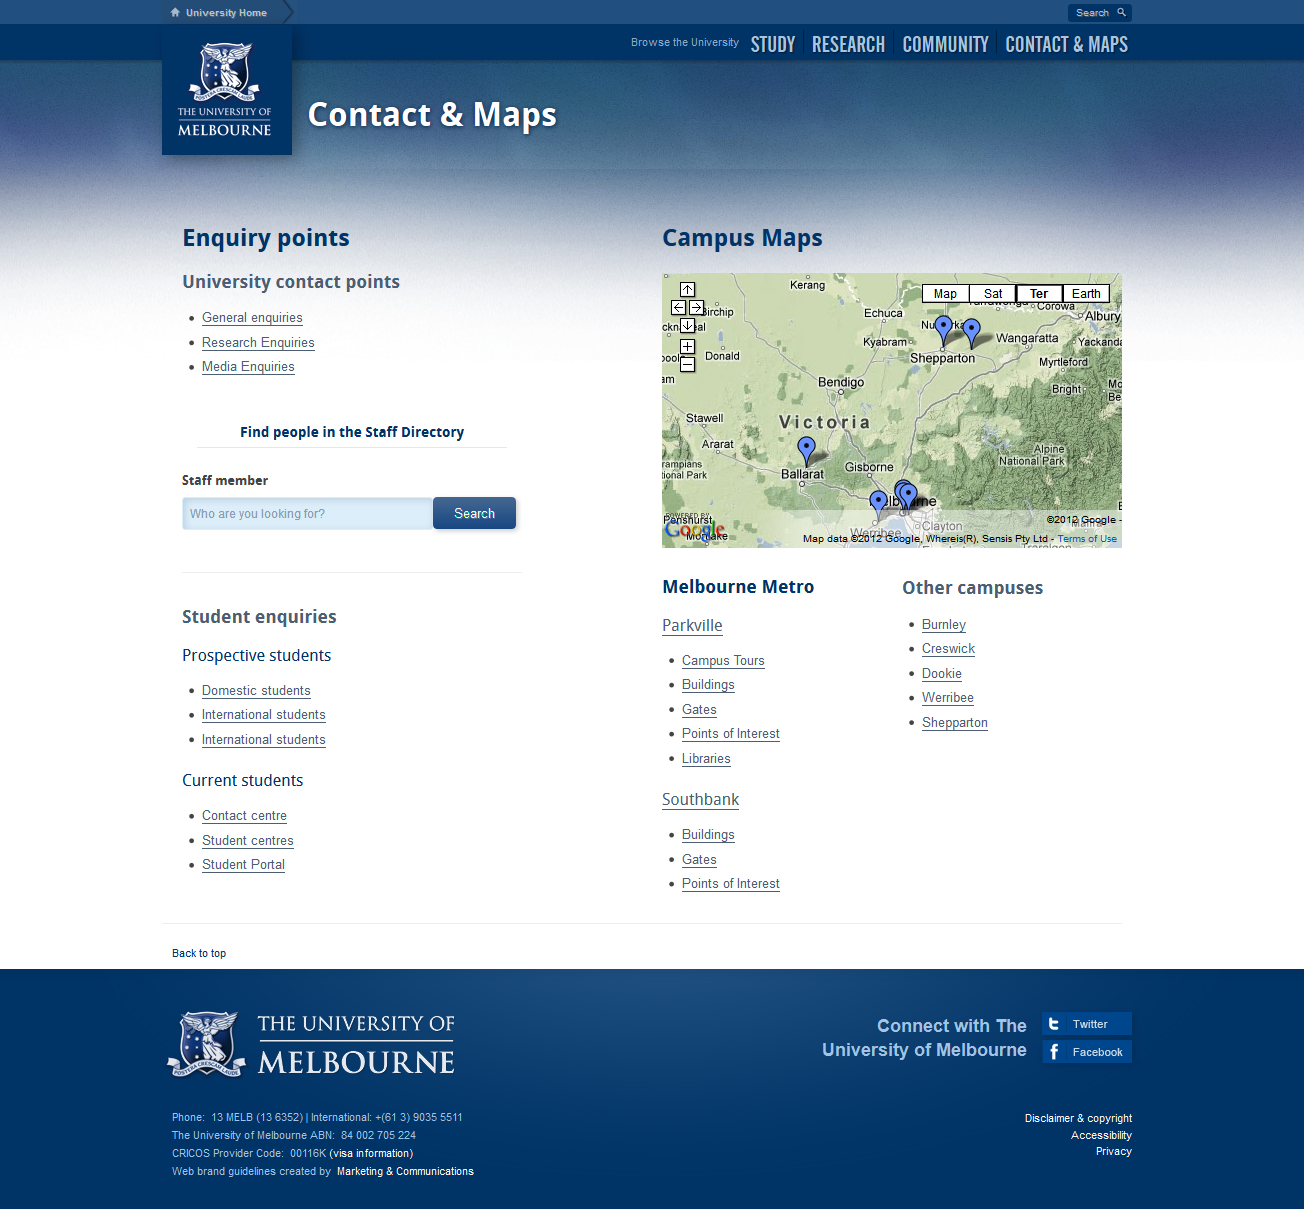 University Home
Search
Browse the University
STUDY
RESEARCH
COMMUNITY
CONTACT & MAPS
THE UNIVERSITY OF
MELBOURNE
Contact & Maps
Enquiry points
University contact points
General enquiries
Research Enquiries
Media Enquiries
Find people in the Staff Directory
Staff member
Who are you looking for?
Search
Student enquiries
Prospective students
Domestic students
International students
International students
Current students
Contact centre
Student centres
Student Portal
Campus Maps
Map
Sat
Ter
Earth
Kerang
Birchip
Echuca
Corowa
Albury
Donald
Kyabram
Wangaratta
Shepparton
Myrtleford
Bendigo
Bright
Stawell
Victoria
Ararat
Alpine
National Park
Gisborne
Ballarat
POWERED BY
Google
Penshurst
Werribee
Clayton
©2012 Google -
Map data ©2012 Google, Whereis(R), Sensis Pty Ltd - Terms of Use
Melbourne Metro
Parkville
Campus Tours
Buildings
Gates
Points of Interest
Libraries
Southbank
Buildings
Gates
Points of Interest
Other campuses
Burnley
Creswick
Dookie
Werribee
Shepparton
Back to top
THE UNIVERSITY OF
MELBOURNE
Connect with The
University of Melbourne
Twitter
Facebook
Phone: 13 MELB (13 6352) | International: +(61 3) 9035 5511
The University of Melbourne ABN: 84 002 705 224
CRICOS Provider Code: 00116K (visa information)
Web brand guidelines created by Marketing & Communications
Disclaimer & copyright
Accessibility
Privacy